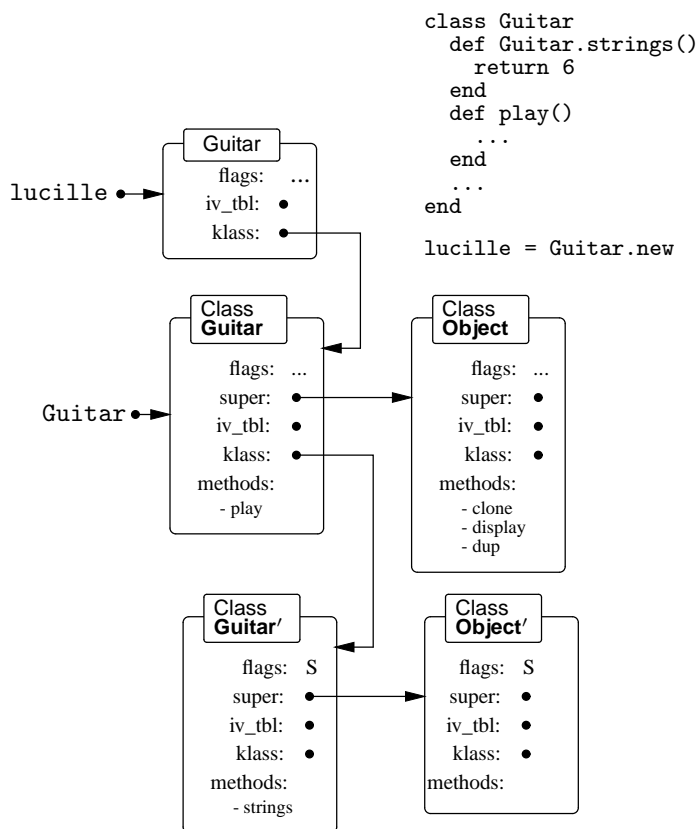 class Guitar
def Guitar.strings()
return 6
end
def play()
...
end
...
end
lucille = Guitar.new
lucille
Guitar
flags: ...
iv_tbl:
klass:
Guitar
Class
Guitar
flags: ...
super:
iv_tbl:
klass:
methods:
- play
Class
Object
flags: ...
super:
iv_tbl:
klass:
methods:
- clone
- display
- dup
Class
Guitar′
flags: S
super:
iv_tbl:
klass:
methods:
- strings
Class
Object′
flags: S
super:
iv_tbl:
klass:
methods: